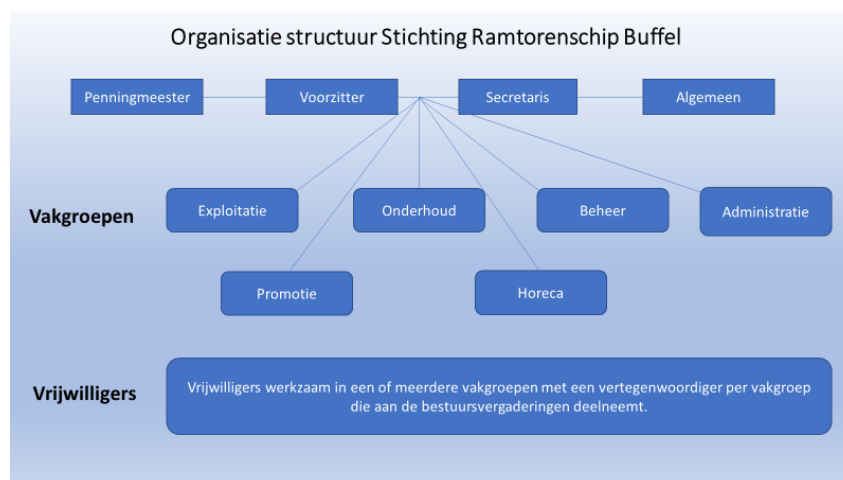 Organisatie structuur Stichting Ramtorenschip Buffel
Penningmeester
Voorzitter
Secretaris
Algemeen
Vakgroepen
Exploitatie
Onderhoud
Beheer
Administratie
Promotie
Horeca
Vrijwilligers
Vrijwilligers werkzaam in een of meerdere vakgroepen met een vertegenwoordiger per vakgroep
die aan de bestuursvergaderingen deelneemt.